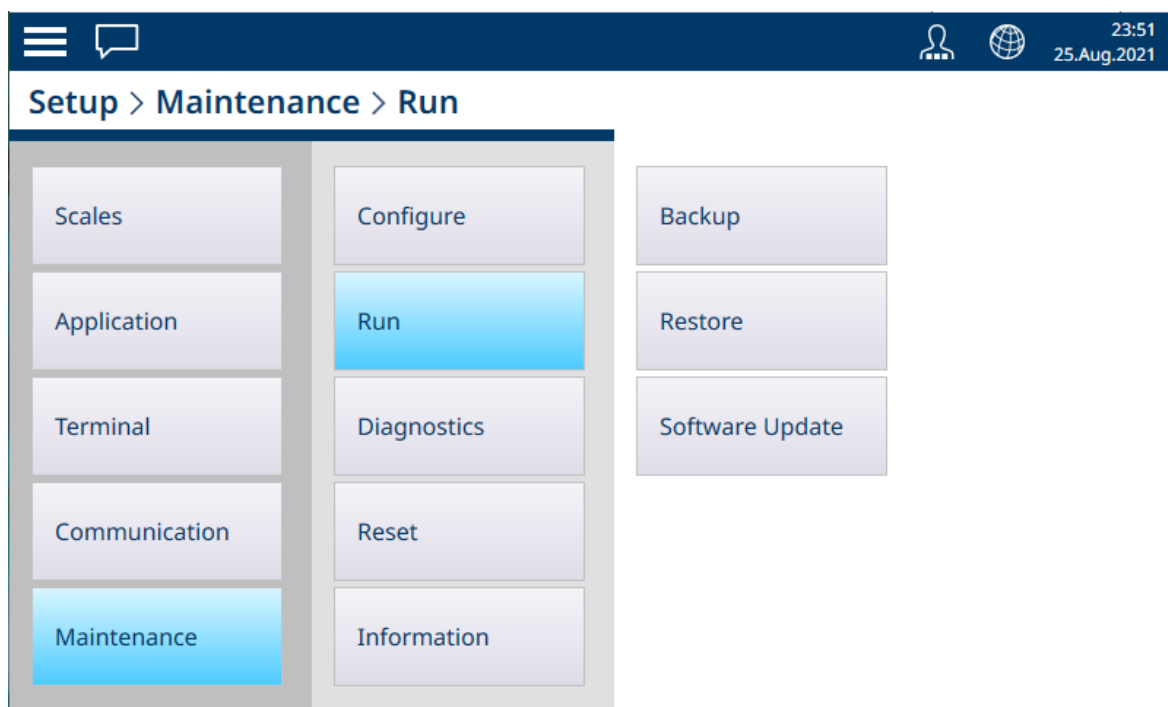 23:51
25.Aug.2021
Setup > Maintenance > Run
Scales
Configure
Backup
Application
Run
Restore
Terminal
Diagnostics
Software Update
Communication
Reset
Maintenance
Information